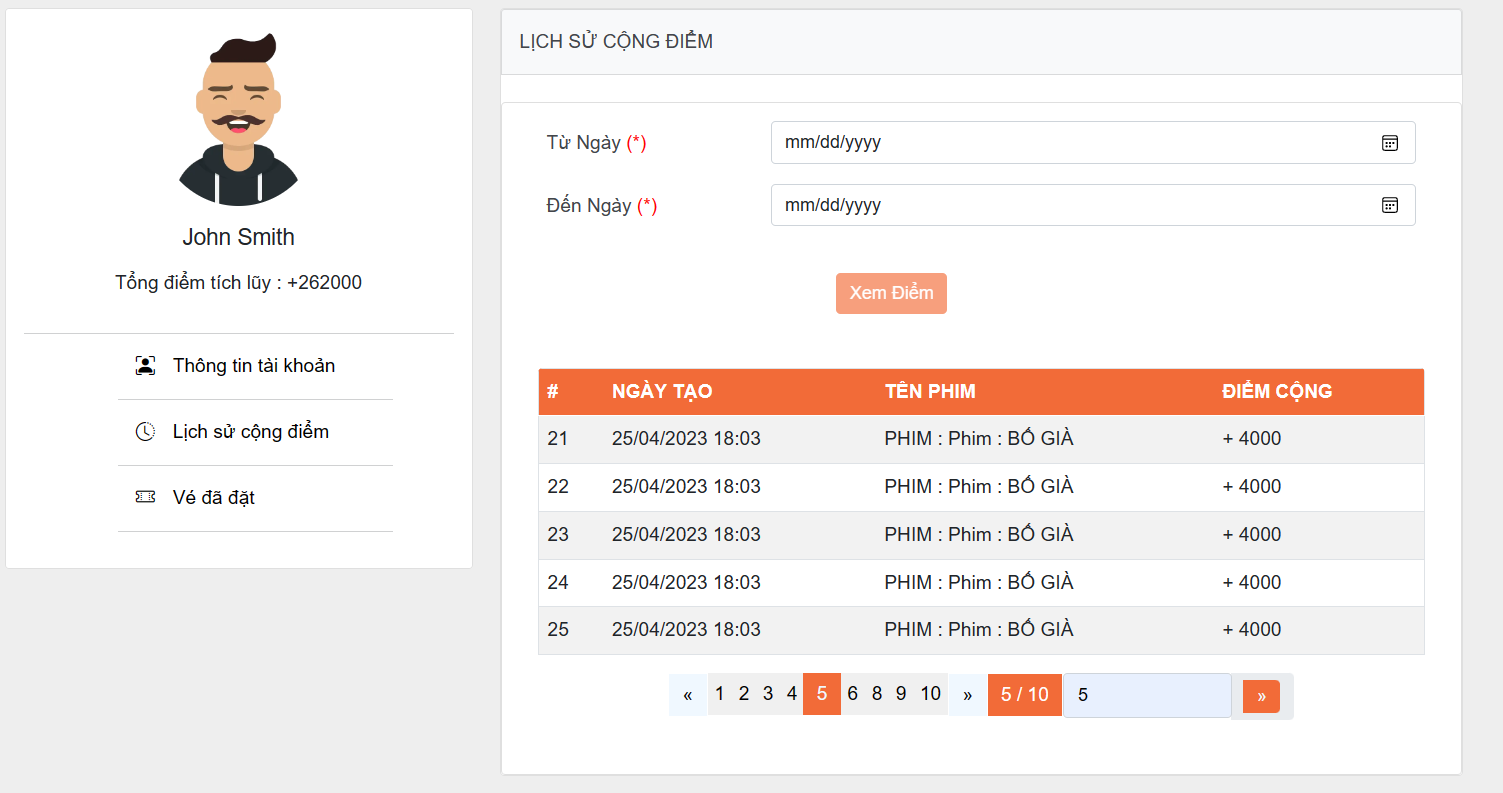 John Smith
Tổng điểm tích lũy : +262000
Thông tin tài khoản
Lịch sử cộng điểm
Vé đã đặt
LỊCH SỬ CỘNG ĐIỂM
Từ Ngày (*) mm/dd/yyyy
Đến Ngày (*) mm/dd/yyyy
Xem Điểm
# NGÀY TẠO TÊN PHIM ĐIỂM CỘNG
21 25/04/2023 18:03 PHIM : Phim : BỐ GIÀ + 4000
22 25/04/2023 18:03 PHIM : Phim : BỐ GIÀ + 4000
23 25/04/2023 18:03 PHIM : Phim : BỐ GIÀ + 4000
24 25/04/2023 18:03 PHIM : Phim : BỐ GIÀ + 4000
25 25/04/2023 18:03 PHIM : Phim : BỐ GIÀ + 4000
« 1 2 3 4 5 6 7 8 9 10 » 5 / 10 5 »